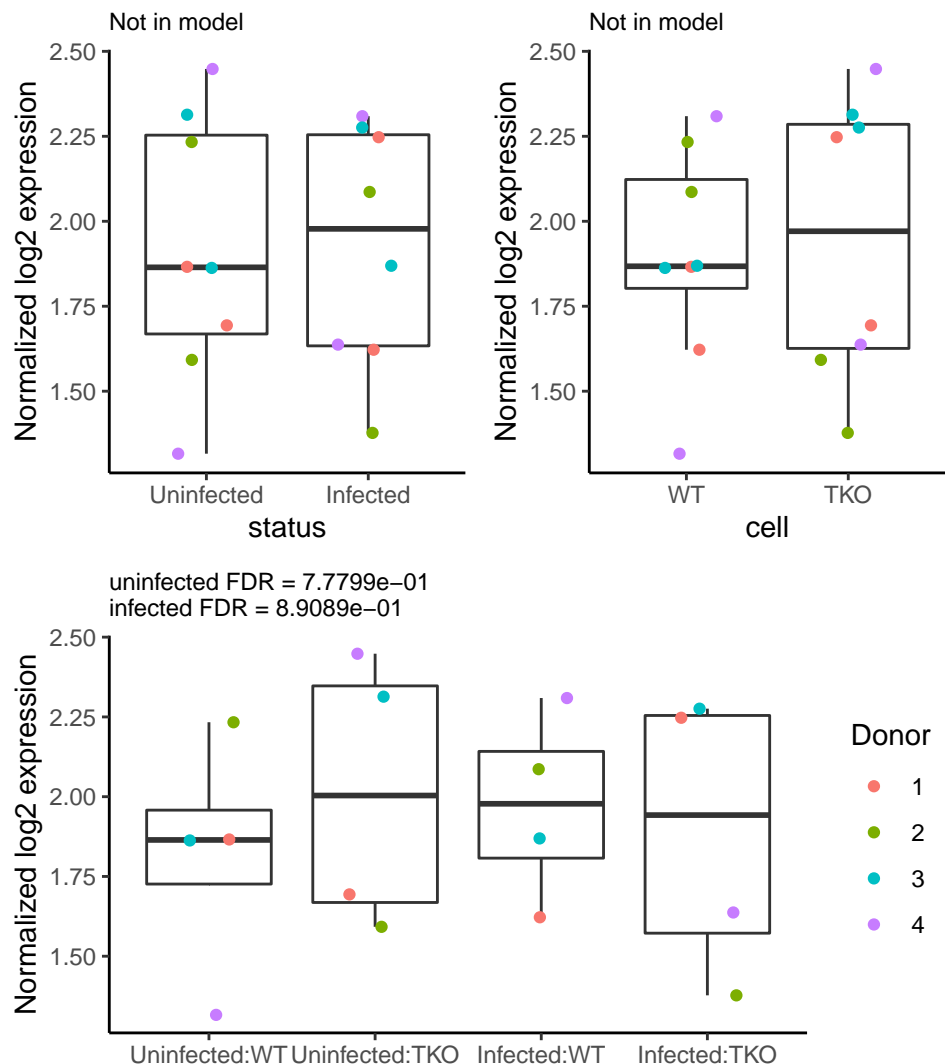 Not in model
Normalized log2 expression
2.50
2.25
2.00
1.75
1.50
Uninfected Infected
status
Not in model
Normalized log2 expression
2.50
2.25
2.00
1.75
1.50
WT TKO
cell
uninfected FDR = 7.7799e−01
infected FDR = 8.9089e−01
Normalized log2 expression
2.50
2.25
2.00
1.75
1.50
Uninfected:WT Uninfected:TKO Infected:WT Infected:TKO
Donor
1
2
3
4